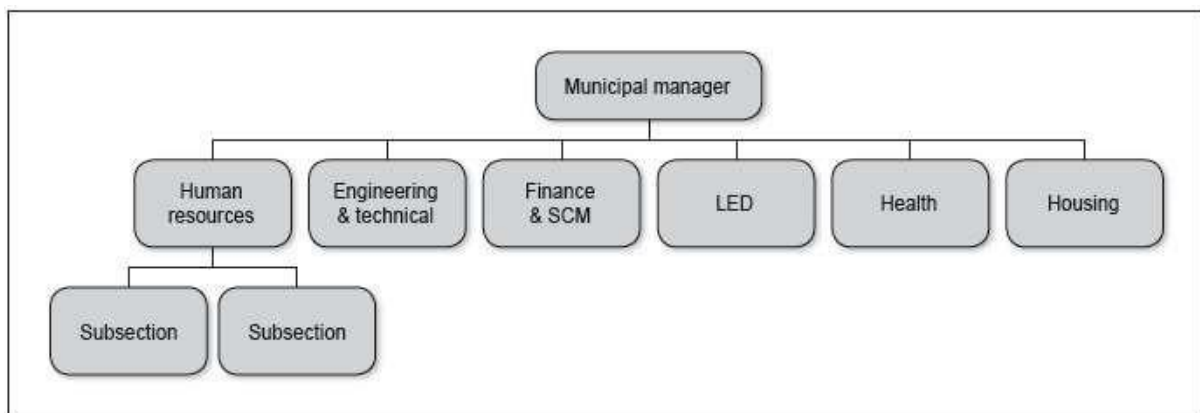 Municipal manager
Human
resources
Engineering
& technical
Finance
& SCM
LED
Health
Housing
Subsection
Subsection